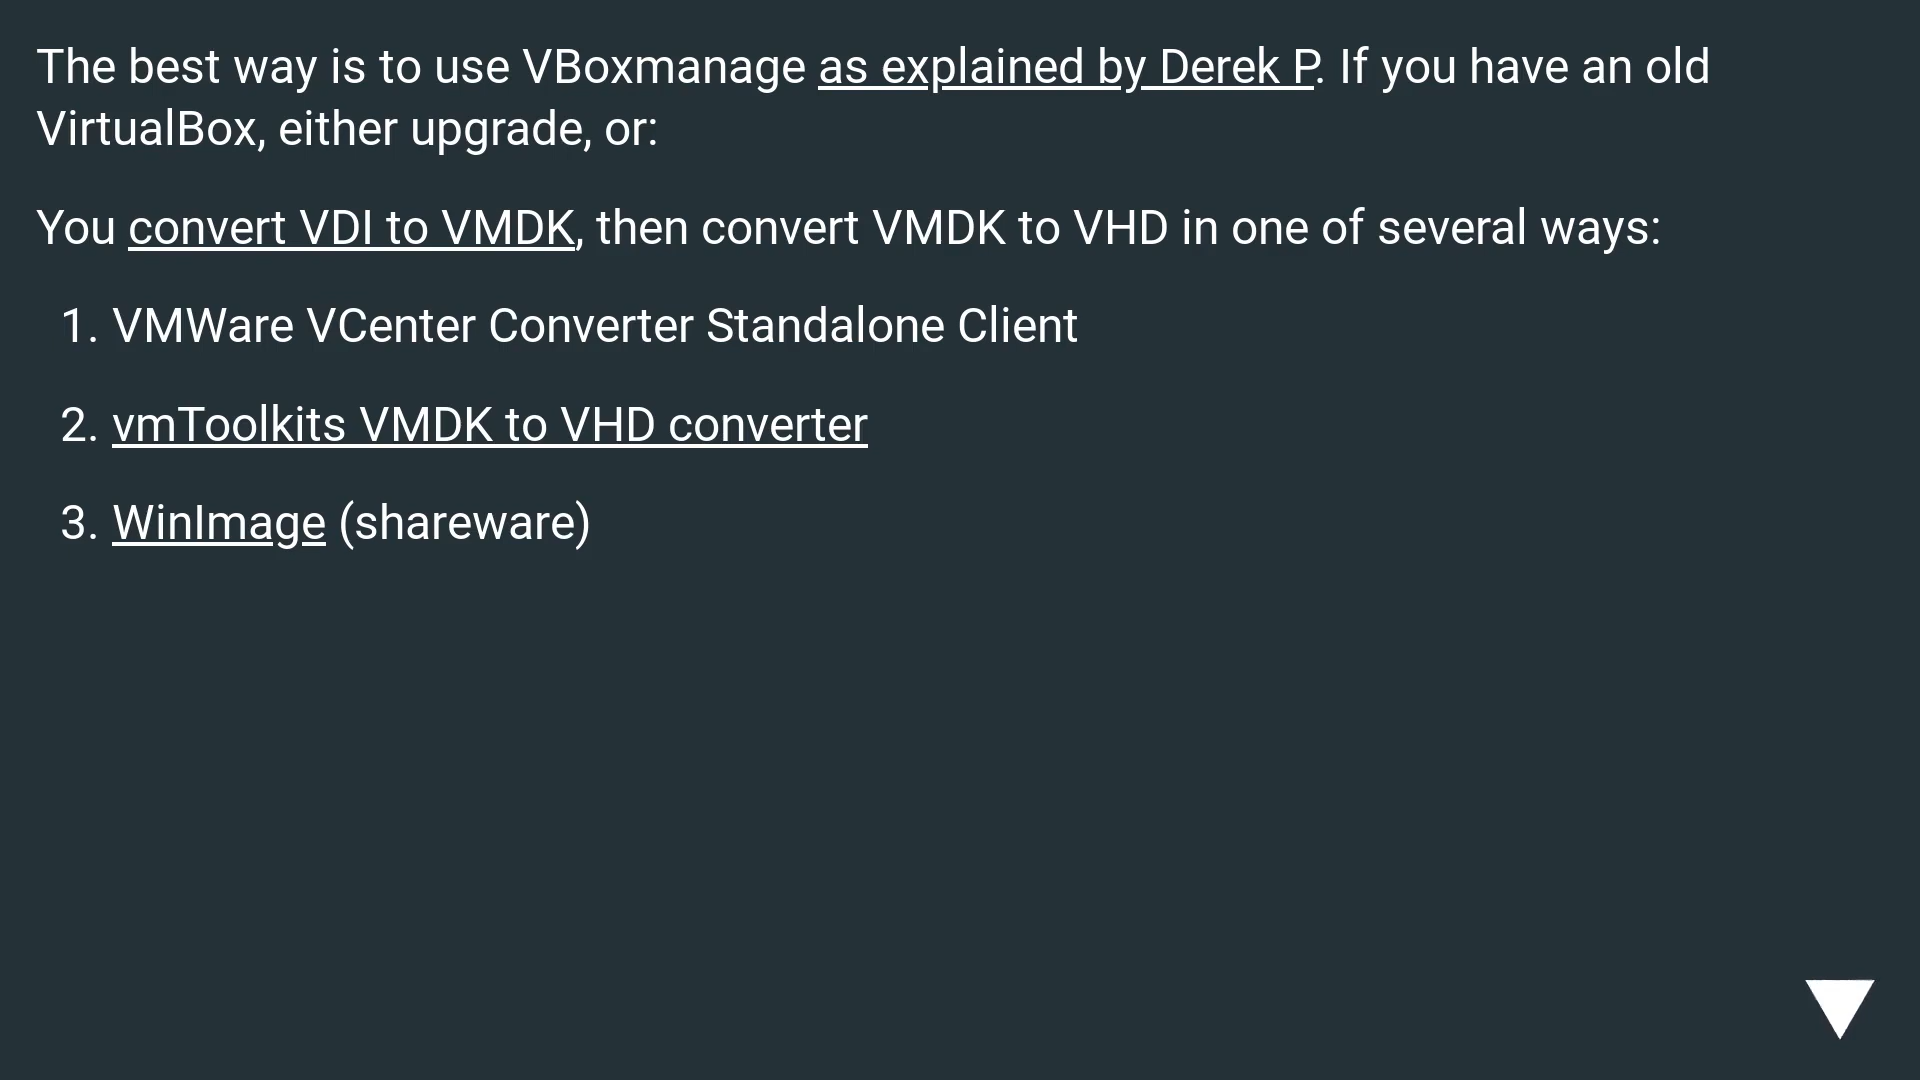 The best way is to use VBoxmanage as explained by Derek P. If you have an old
VirtualBox, either upgrade, or:
You convert VDI to VMDK, then convert VMDK to VHD in one of several ways:
1. VMWare VCenter Converter Standalone Client
2. vmToolkits VMDK to VHD converter
3. WinImage (shareware)